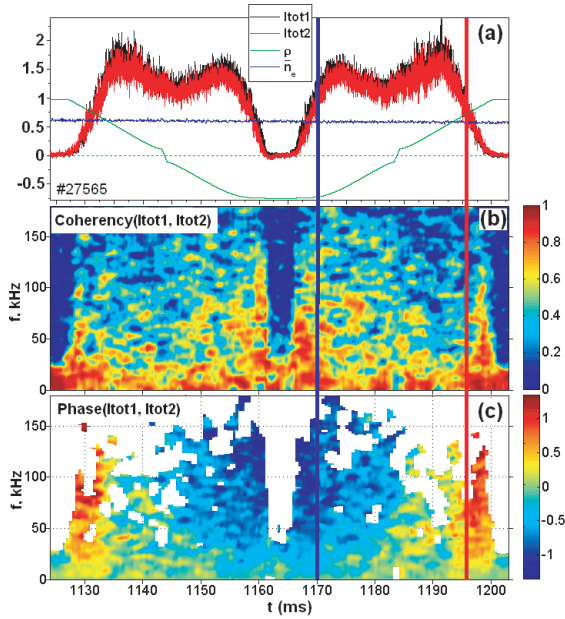 Itot1
Itot2
ρ
n̄e
(a)
2
1.5
1
0.5
0
-0.5
#27565
Coherency(Itot1, Itot2)
(b)
f, kHz
150
100
50
0
1
0.8
0.6
0.4
0.2
0
Phase(Itot1, Itot2)
(c)
f, kHz
150
100
50
0
1
0.5
0
-0.5
-1
1130
1140
1150
1160
1170
1180
1190
1200
t (ms)